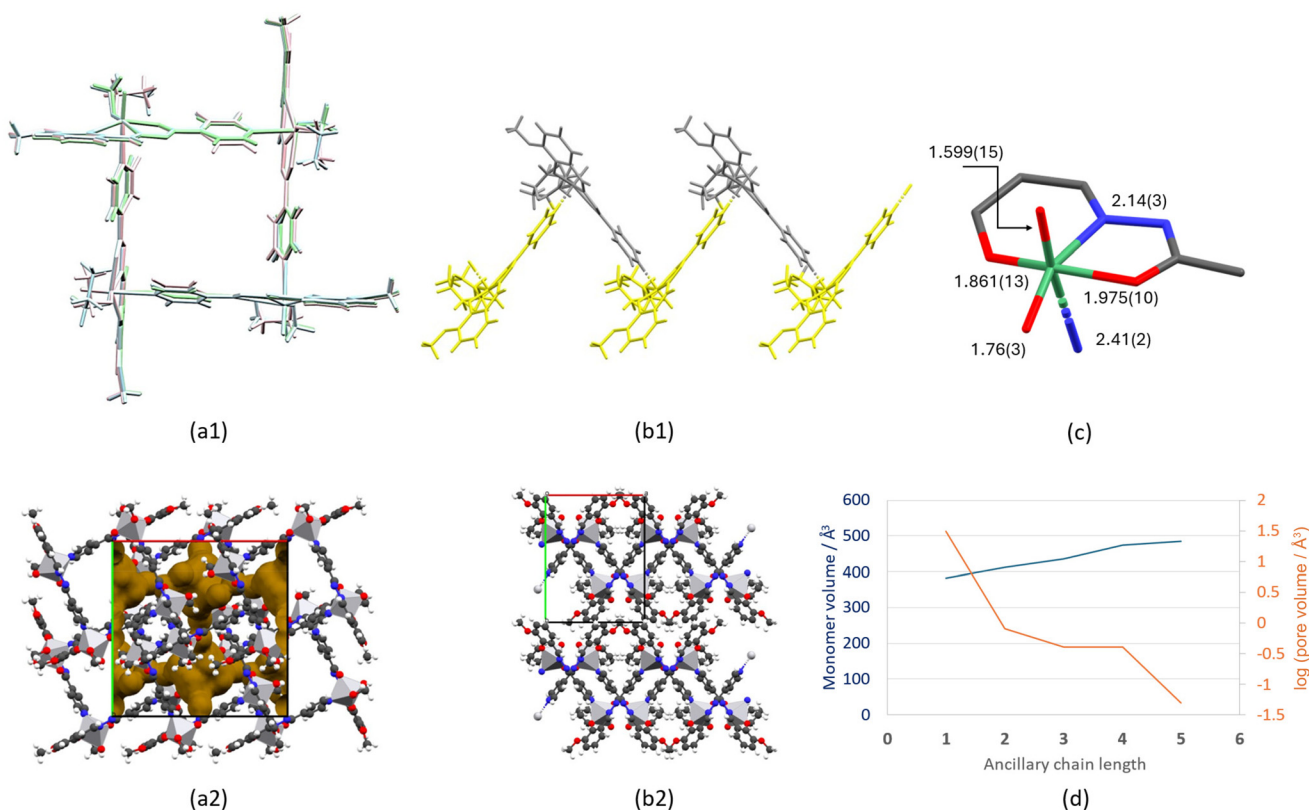 (a1)
(b1)
1.599(15)
2.14(3)
1.861(13)
1.975(10)
1.76(3)
2.41(2)
(c)
(a2)
(b2)
Monomer volume / Å³
600
500
400
300
200
100
0
0 1 2 3 4 5 6
Ancillary chain length
2
1.5
1
0.5
0
-0.5
-1
-1.5
log (pore volume / Å³)
(d)